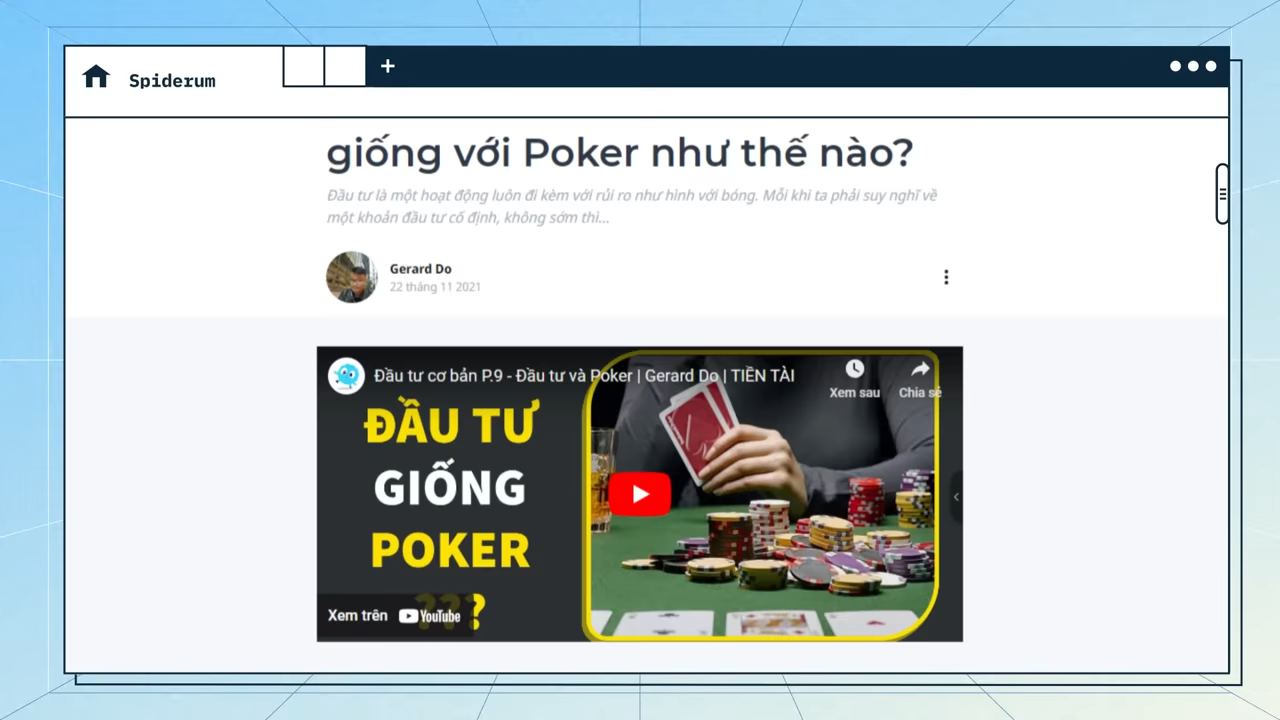 Spiderum
giống với Poker như thế nào?
Đầu tư là một hoạt động luôn đi kèm với rủi ro như hình với bóng. Mỗi khi ta phải suy nghĩ về
một khoản đầu tư cố định, không sớm thì...
Gerard Do
22 tháng 11 2021
Đầu tư cơ bản P.9 - Đầu tư và Poker | Gerard Do | TIỀN TÀI
Xem sau
Chia sẻ
ĐẦU TƯ
GIỐNG
POKER
???
Xem trên YouTube